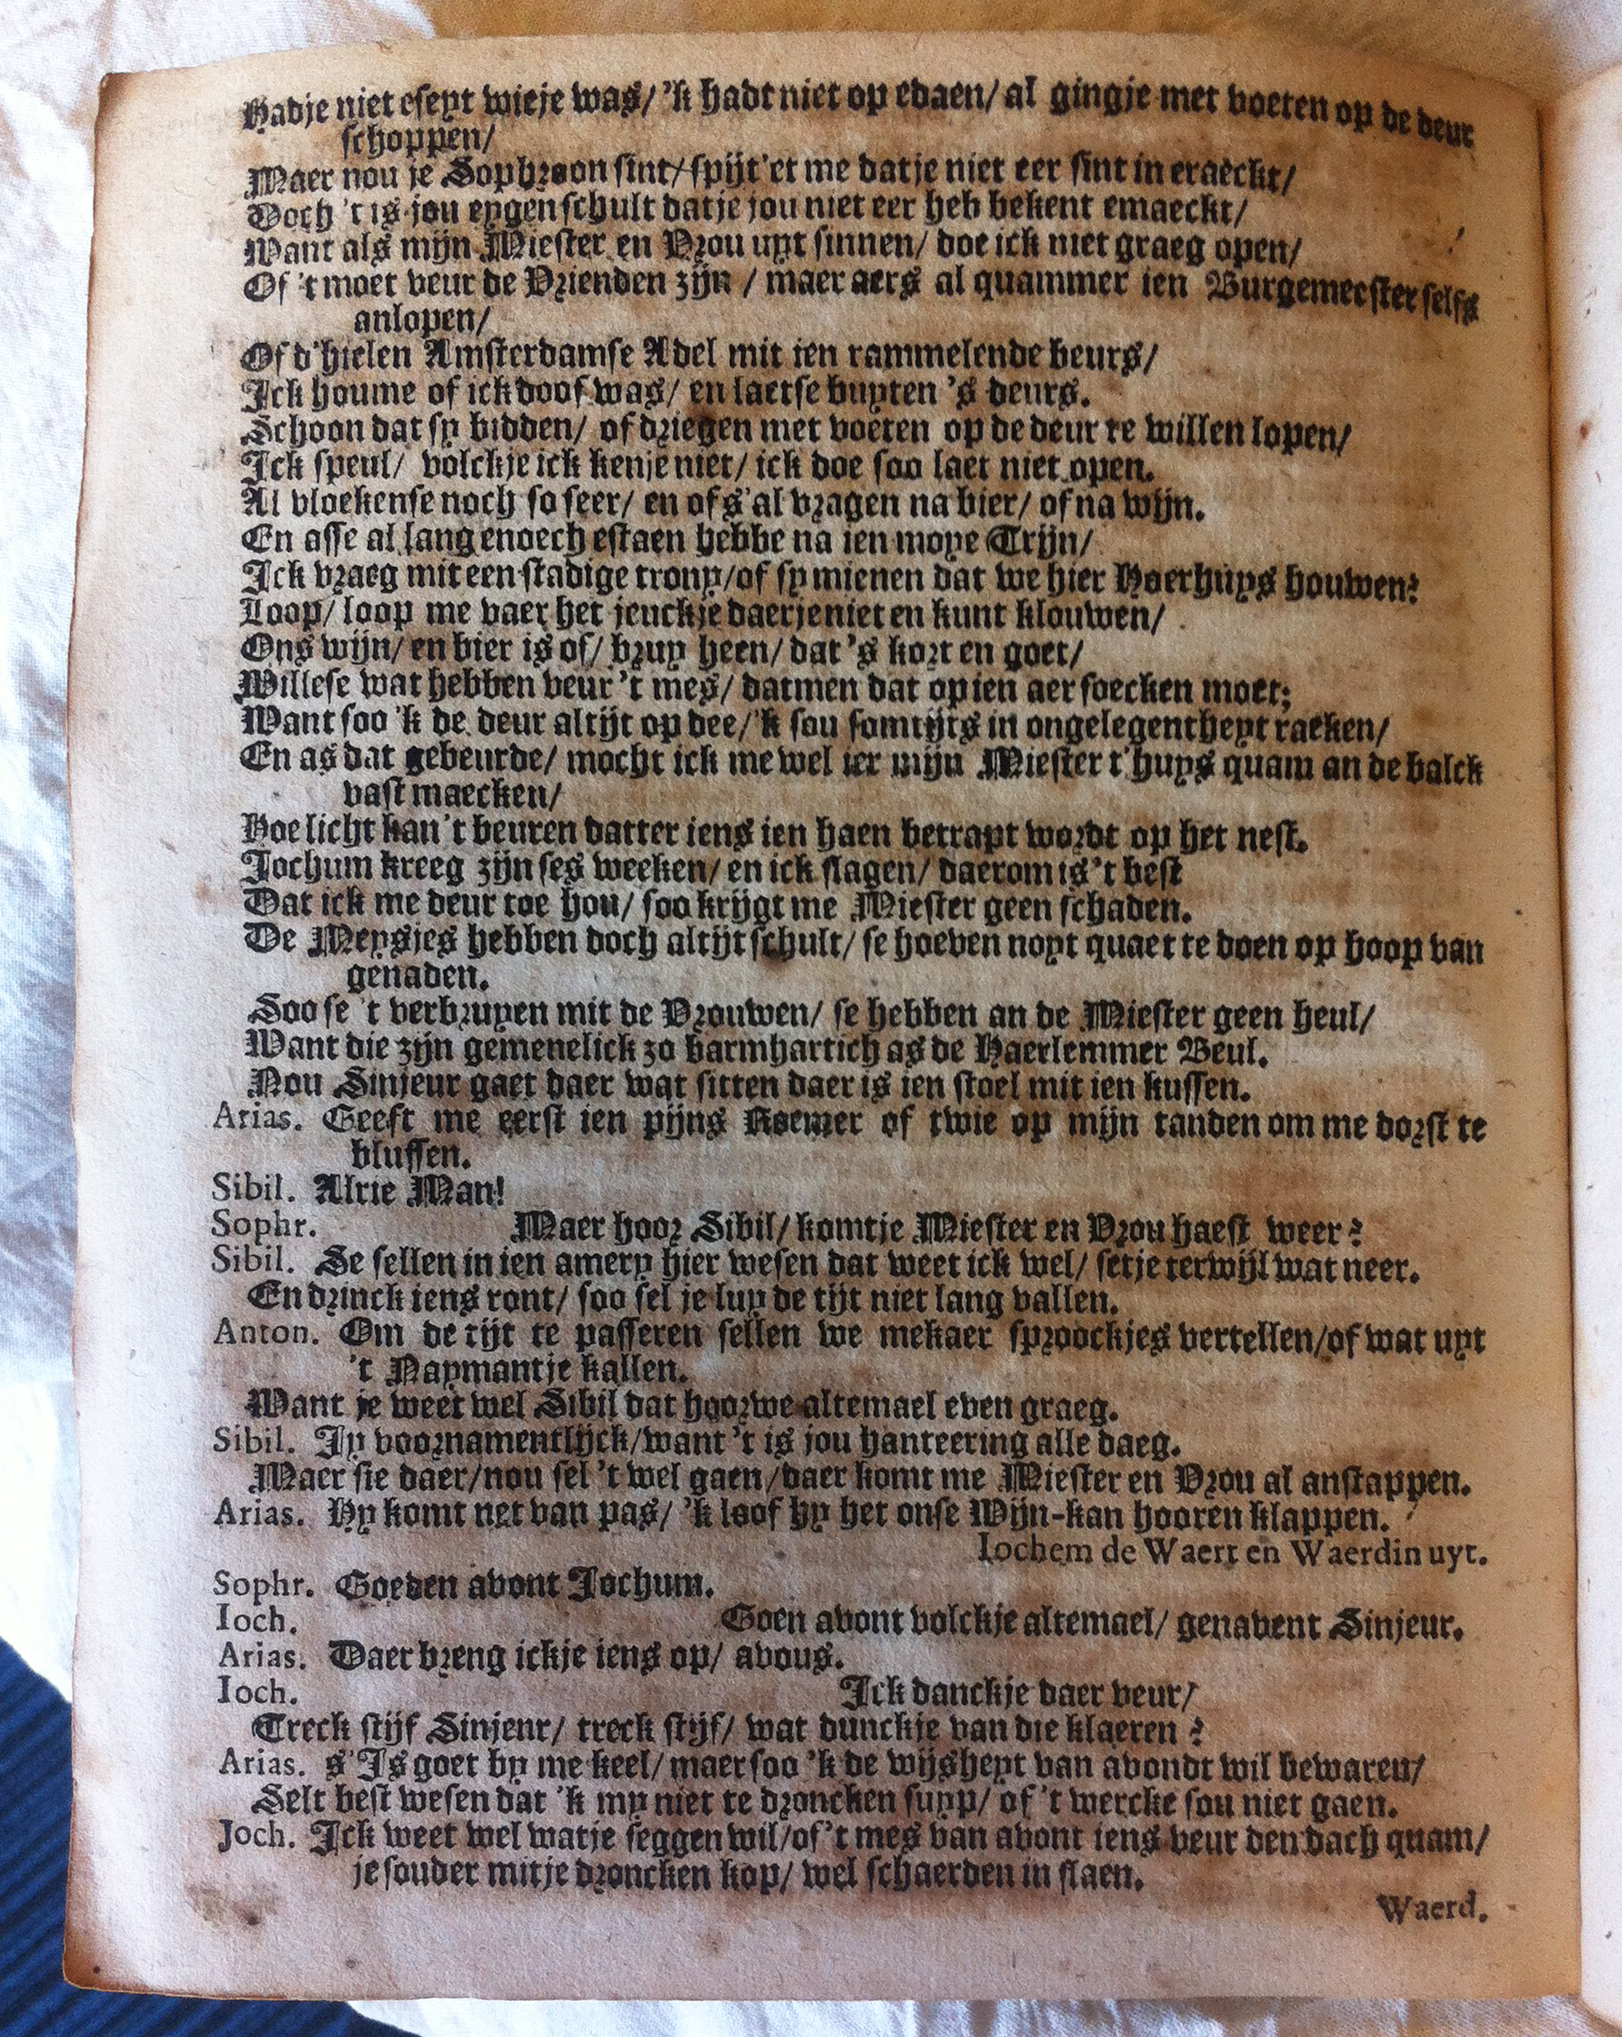 Hadje niet eseyt wieje was/ 'k hadt niet op edaen/ al gingje met voeten op de deur
schoppen/
Maer nou je Sophroon sint/ spijt 'et me datje niet eer sint in eraeckt/
Doch 't is jou eygen schult datje jou niet eer heb bekent emaeckt/
Want als mijn Miester en Vrou uyt sinnen/ doe ick niet graeg open/
Of 't moet veur de Vrienden zijn / maer aers al quammer ien Burgemeester selfs
anlopen/
Of d'hielen Amsterdamse Adel mit ien rammelende beurs/
Ick houme of ick doof was/ en laetse buyten 's deurs.
Schoon dat sy bidden/ of driegen met voeten op de deur te willen lopen/
Ick speul/ volckje ick kenje niet/ ick doe soo laet niet open.
Al vloekense noch so seer/ en of s'al vragen na bier/ of na wijn.
En asse al lang enoech estaen hebbe na ien moye Trijn/
Ick vraeg mit een stadige trony/of sy mienen dat we hier Hoerhuys houwen?
Loop/ loop me vaer het jeuckje daerjeniet en kunt klouwen/
Ons wijn/ en bier is of/ bruy heen/ dat 's kort en goet/
Willese wat hebben veur 't mes/ datmen dat op ien aer soecken moet;
Want soo 'k de deur altijt op dee/ 'k sou somtijts in ongelegentheyt raeken/
En as dat gebeurde/ mocht ick me wel ier mijn Miester t'huys quam an de balck
vast maecken/
Hoe licht kan 't beuren datter iens ien haen betrapt wordt op het nest.
Jochum kreeg zijn ses weeken/ en ick slagen/ daerom is 't best
Dat ick me deur toe hou/ soo krijgt me Miester geen schaden.
De Meysjes hebben doch altijt schult/ se hoeven noyt quaet te doen op hoop van
genaden.
Soo se 't verbruyen mit de Vrouwen/ se hebben an de Miester geen heul/
Want die zijn gemenelick zo barmhartich as de Haerlemmer Beul.
Nou Sinjeur gaet daer wat sitten daer is ien stoel mit ien kussen.
Arias. Geeft me eerst ien pijns Roemer of twie op mijn tanden om me dorst te
blussen.
Sibil. Alrie Man!
Sophr. Maer hoor Sibil/ komtje Miester en Vrou haest weer?
Sibil. Se sellen in ien amery hier wesen dat weet ick wel/ setje terwijl wat neer.
En drinck iens ront/ soo sel je luy de tijt niet lang vallen.
Anton. Om de tijt te passeren sellen we mekaer sproockjes vertellen/of wat uyt
't Naymantje kallen.
Want je weet wel Sibil dat hoorwe altemael even graeg.
Sibil. Jy voornamentlijck/want 't is jou hanteering alle daeg.
Maer sie daer/nou sel 't wel gaen/daer komt me Miester en Vrou al anstappen.
Arias. Hy komt net van pas/ 'k loof hy het onse Wijn-kan hooren klappen.
Iochem de Waert en Waerdin uyt.
Sophr. Goeden avont Jochum.
Ioch. Goen avont volckje altemael/ genavent Sinjeur.
Arias. Daer breng ickje iens op/ avous.
Ioch. Ick danckje daer veur/
Treck stijf Sinjeur/ treck stijf/ wat dunckje van die klaeren?
Arias. s'Is goet by me keel/ maer soo 'k de wijsheyt van avondt wil bewaren/
Selt best wesen dat 'k my niet te droncken suyp/ of 't wercke sou niet gaen.
Joch. Ick weet wel watje seggen wil/of 't mes van avont iens veur den dach quam/
je souder mitje droncken kop/ wel schaerden in slaen.
Waerd.